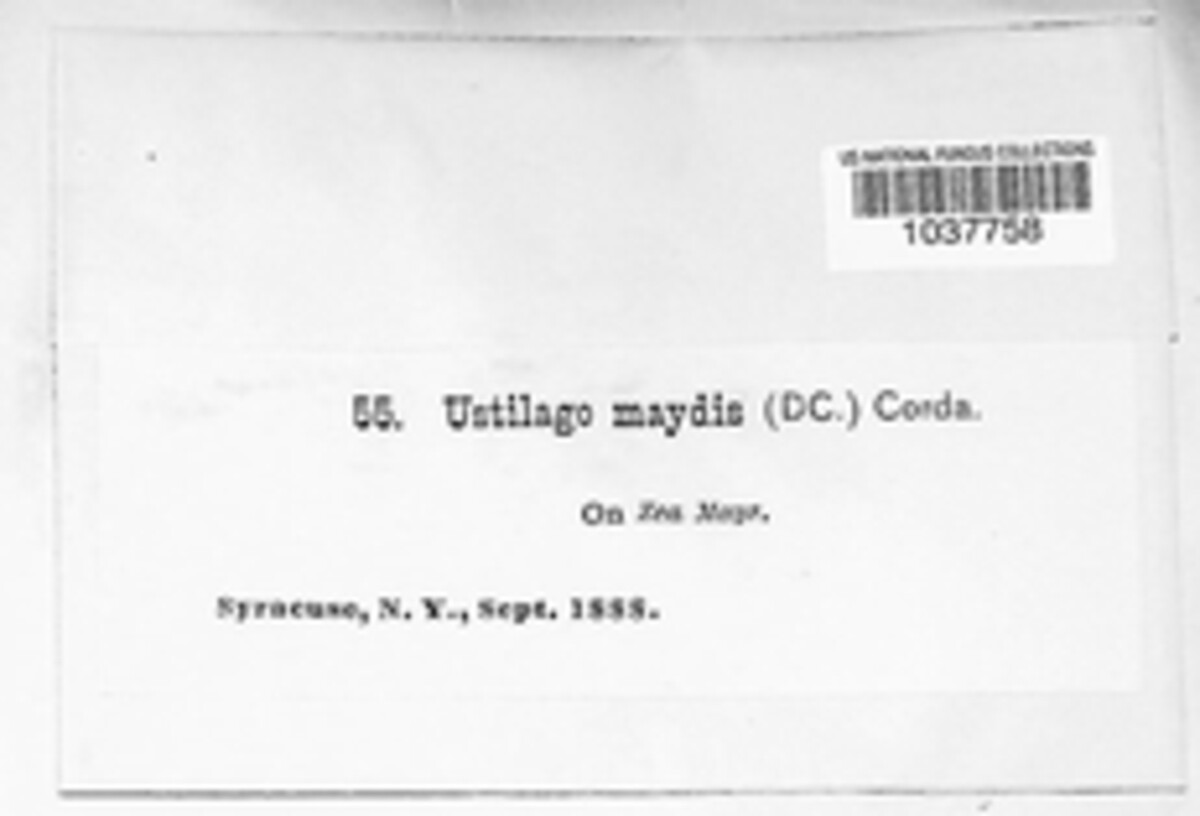 US NATIONAL FUNGUS COLLECTIONS
1037758
55. Ustilago maydis (DC.) Corda.
On Zea Mays.
Syracuse, N. Y., Sept. 1888.